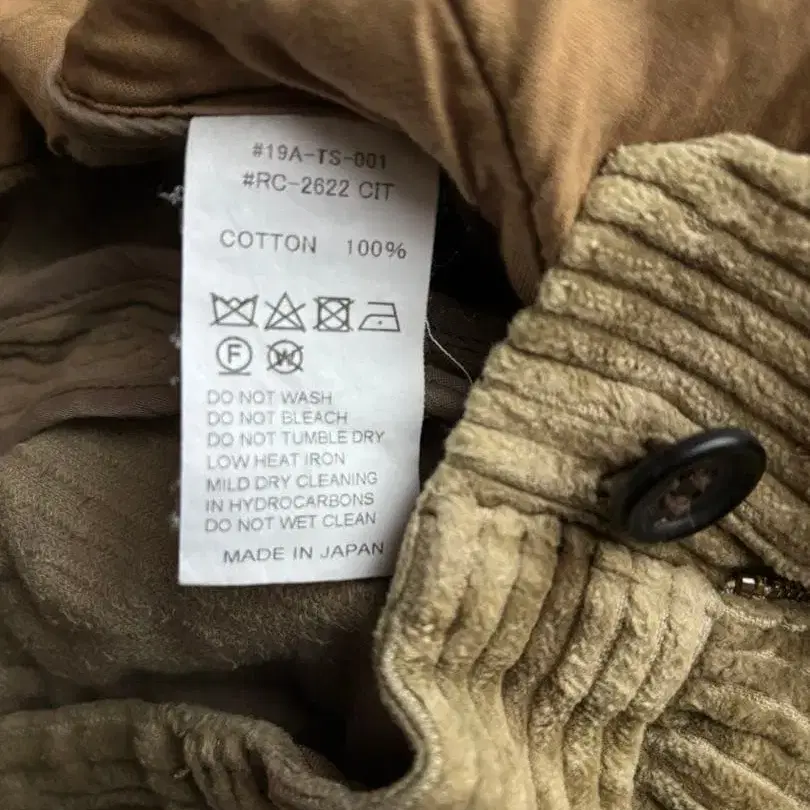 #19A-TS-001
#RC-2622 CIT
COTTON 100%
F W
DO NOT WASH
DO NOT BLEACH
DO NOT TUMBLE DRY
LOW HEAT IRON
MILD DRY CLEANING
IN HYDROCARBONS
DO NOT WET CLEAN
MADE IN JAPAN